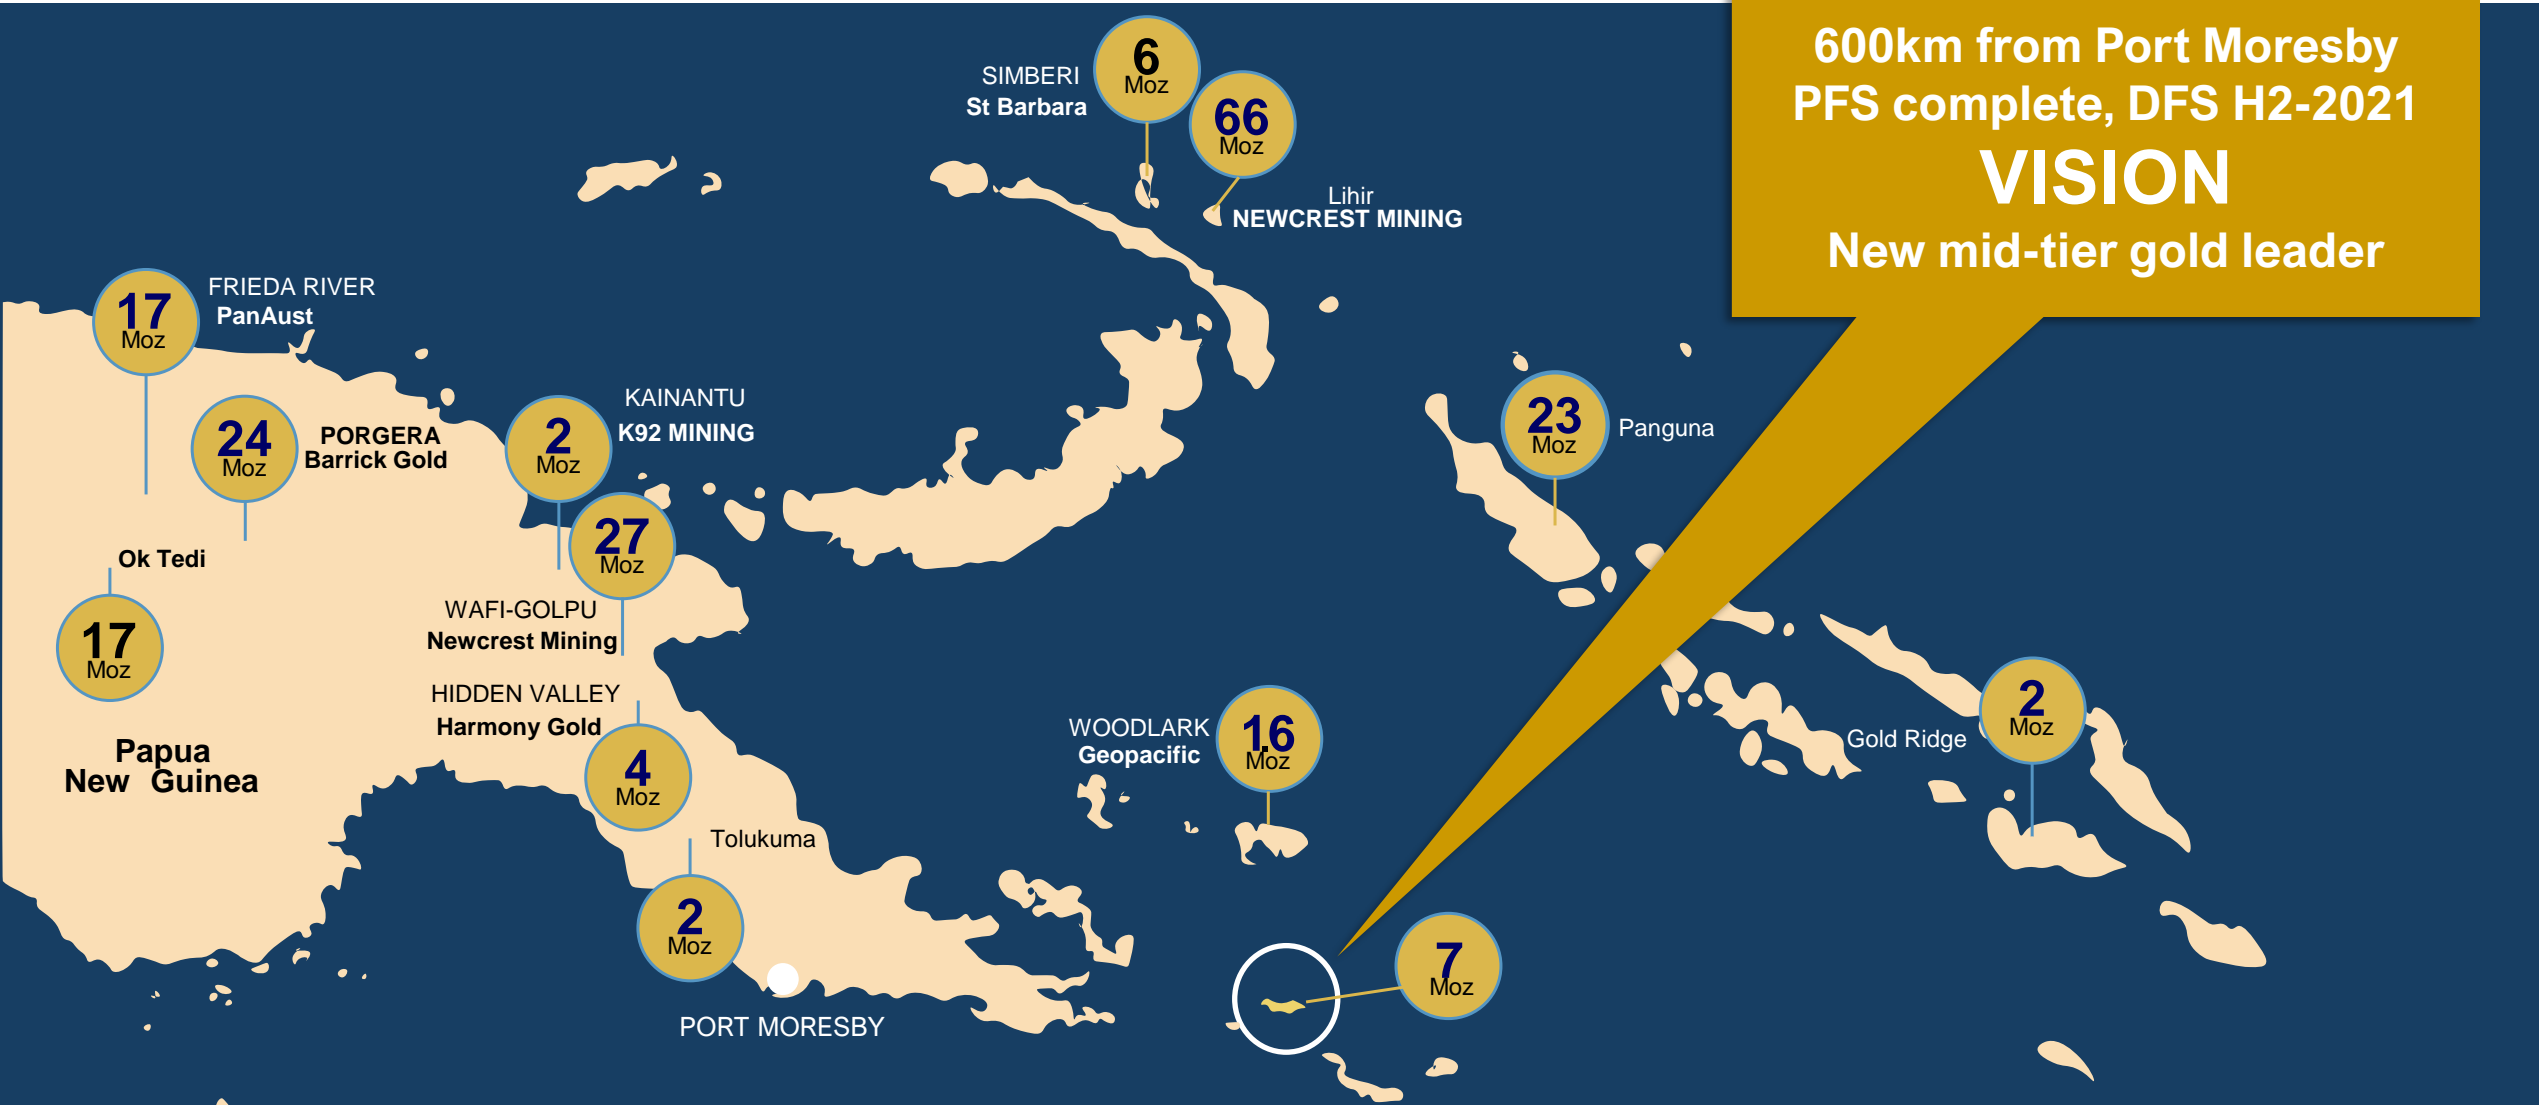 600km from Port Moresby
PFS complete, DFS H2-2021
VISION
New mid-tier gold leader
6
Moz
SIMBERI
St Barbara
66
Moz
Lihir
NEWCREST MINING
17
Moz
FRIEDA RIVER
PanAust
24
Moz
PORGERA
Barrick Gold
2
Moz
KAINANTU
K92 MINING
23
Moz
Panguna
27
Moz
Ok Tedi
17
Moz
WAFI-GOLPU
Newcrest Mining
HIDDEN VALLEY
Harmony Gold
4
Moz
Papua
New Guinea
WOODLARK
Geopacific
1.6
Moz
Gold Ridge
2
Moz
Tolukuma
2
Moz
7
Moz
PORT MORESBY